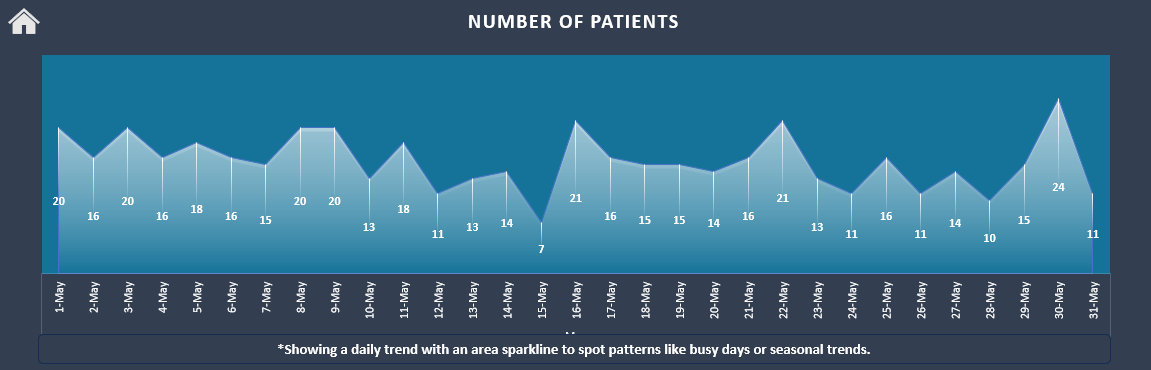 NUMBER OF PATIENTS
20 16 20 16 18 16 15 20 20 13 18 11 13 14 7 21 16 15 15 14 16 21 13 11 16 11 14 10 15 24 11
1-May 2-May 3-May 4-May 5-May 6-May 7-May 8-May 9-May 10-May 11-May 12-May 13-May 14-May 15-May 16-May 17-May 18-May 19-May 20-May 21-May 22-May 23-May 24-May 25-May 26-May 27-May 28-May 29-May 30-May 31-May
*Showing a daily trend with an area sparkline to spot patterns like busy days or seasonal trends.